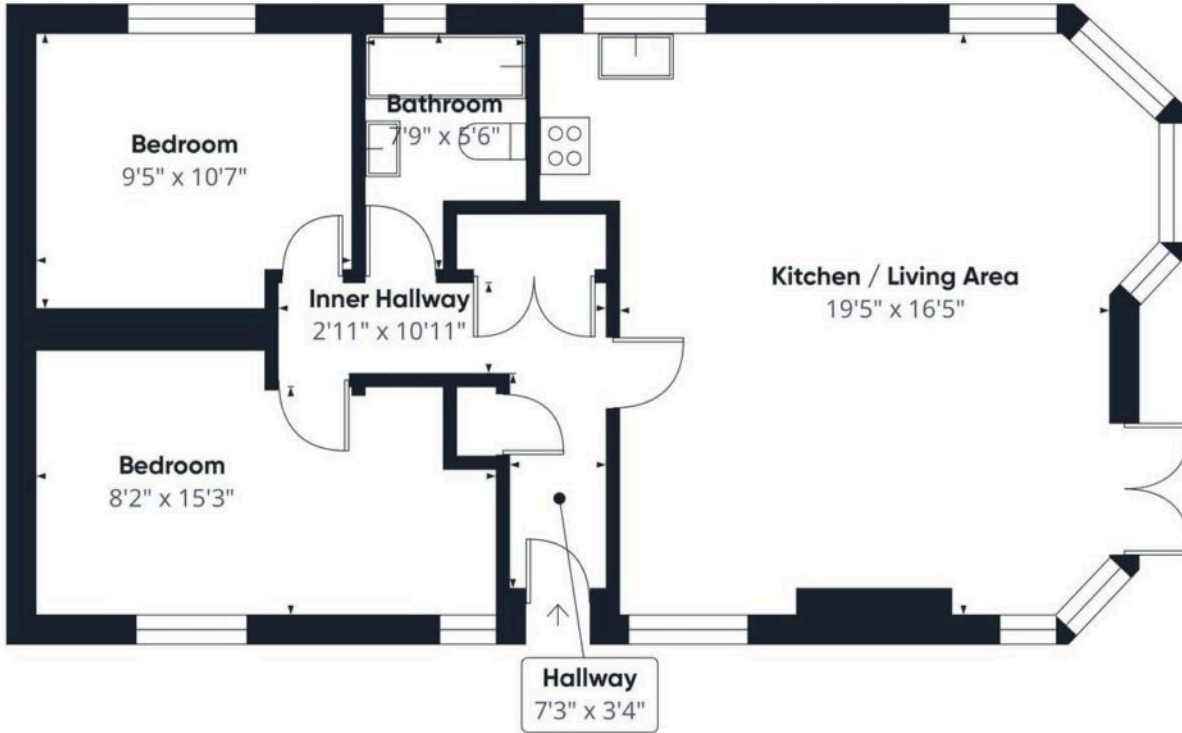 Bathroom
7'9" x 5'6"
Bedroom
9'5" x 10'7"
Kitchen / Living Area
19'5" x 16'5"
Inner Hallway
2'11" x 10'11"
Bedroom
8'2" x 15'3"
Hallway
7'3" x 3'4"